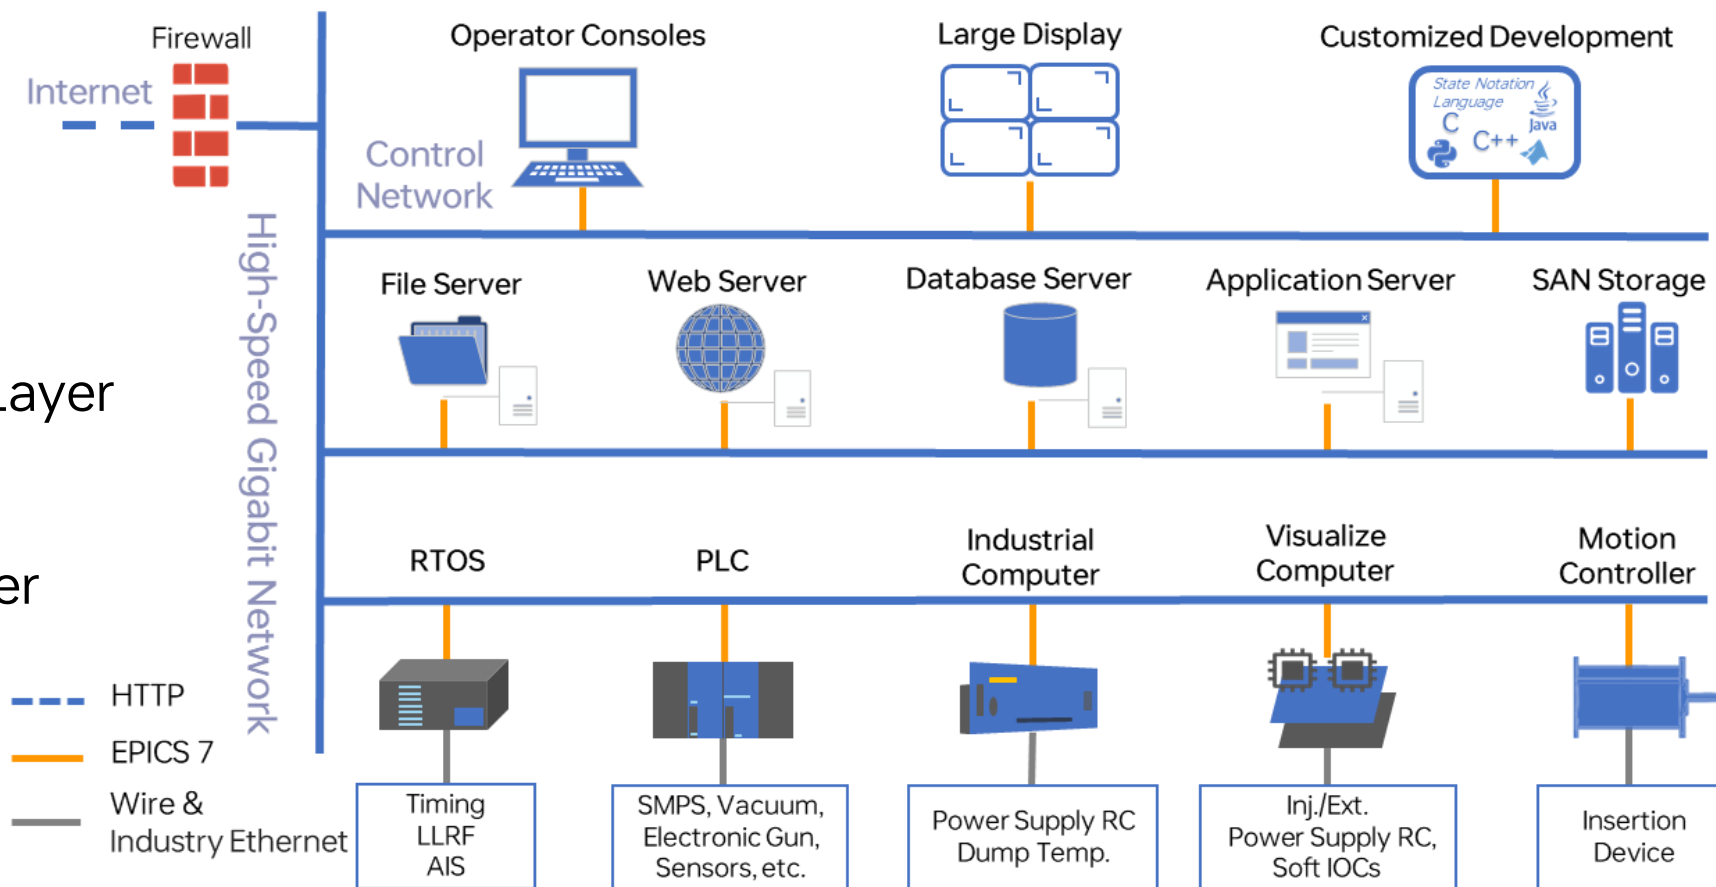 Firewall
Internet
Operator Consoles
Large Display
Customized Development
State Notation
Language
C
C++
Java
Control
Network
High-Speed Gigabit Network
File Server
Web Server
Database Server
Application Server
SAN Storage
Layer
RTOS
PLC
Industrial
Computer
Visualize
Computer
Motion
Controller
er
HTTP
EPICS 7
Wire &
Industry Ethernet
Timing
LLRF
AIS
SMPS, Vacuum,
Electronic Gun,
Sensors, etc.
Power Supply RC
Dump Temp.
Inj./Ext.
Power Supply RC,
Soft IOCs
Insertion
Device